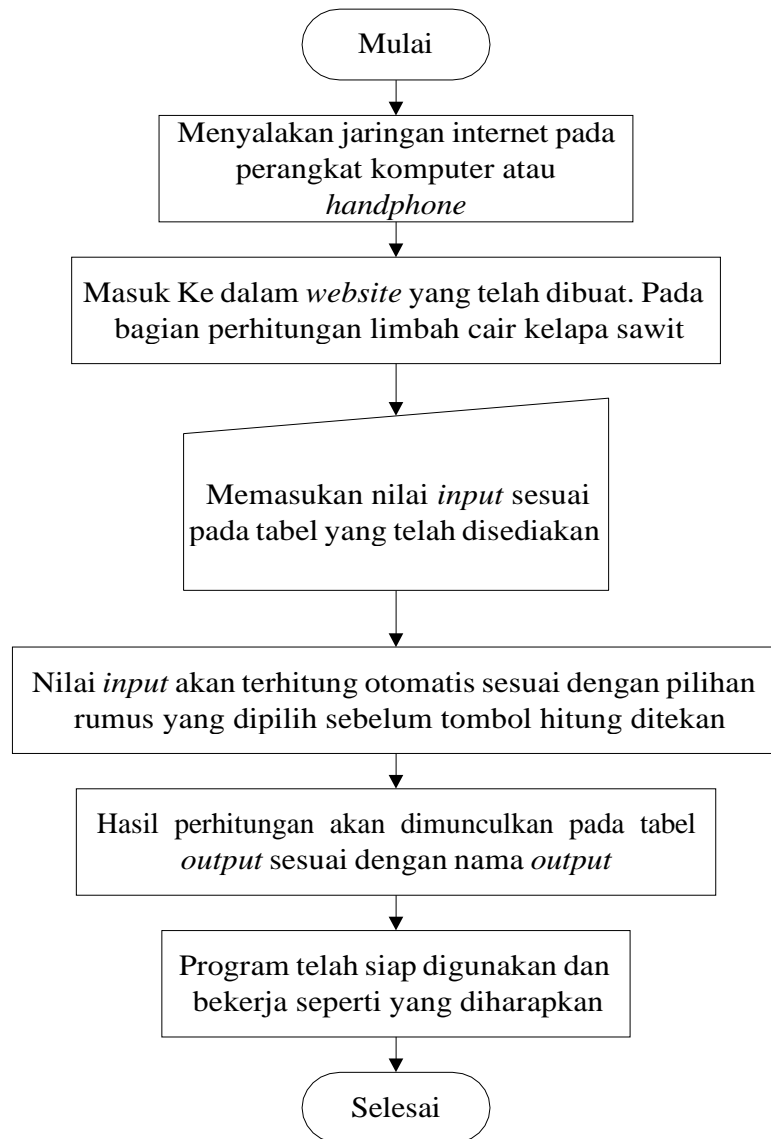 Mulai
Menyalakan jaringan internet pada
perangkat komputer atau
handphone
Masuk Ke dalam website yang telah dibuat. Pada
bagian perhitungan limbah cair kelapa sawit
Memasukan nilai input sesuai
pada tabel yang telah disediakan
Nilai input akan terhitung otomatis sesuai dengan pilihan
rumus yang dipilih sebelum tombol hitung ditekan
Hasil perhitungan akan dimunculkan pada tabel
output sesuai dengan nama output
Program telah siap digunakan dan
bekerja seperti yang diharapkan
Selesai